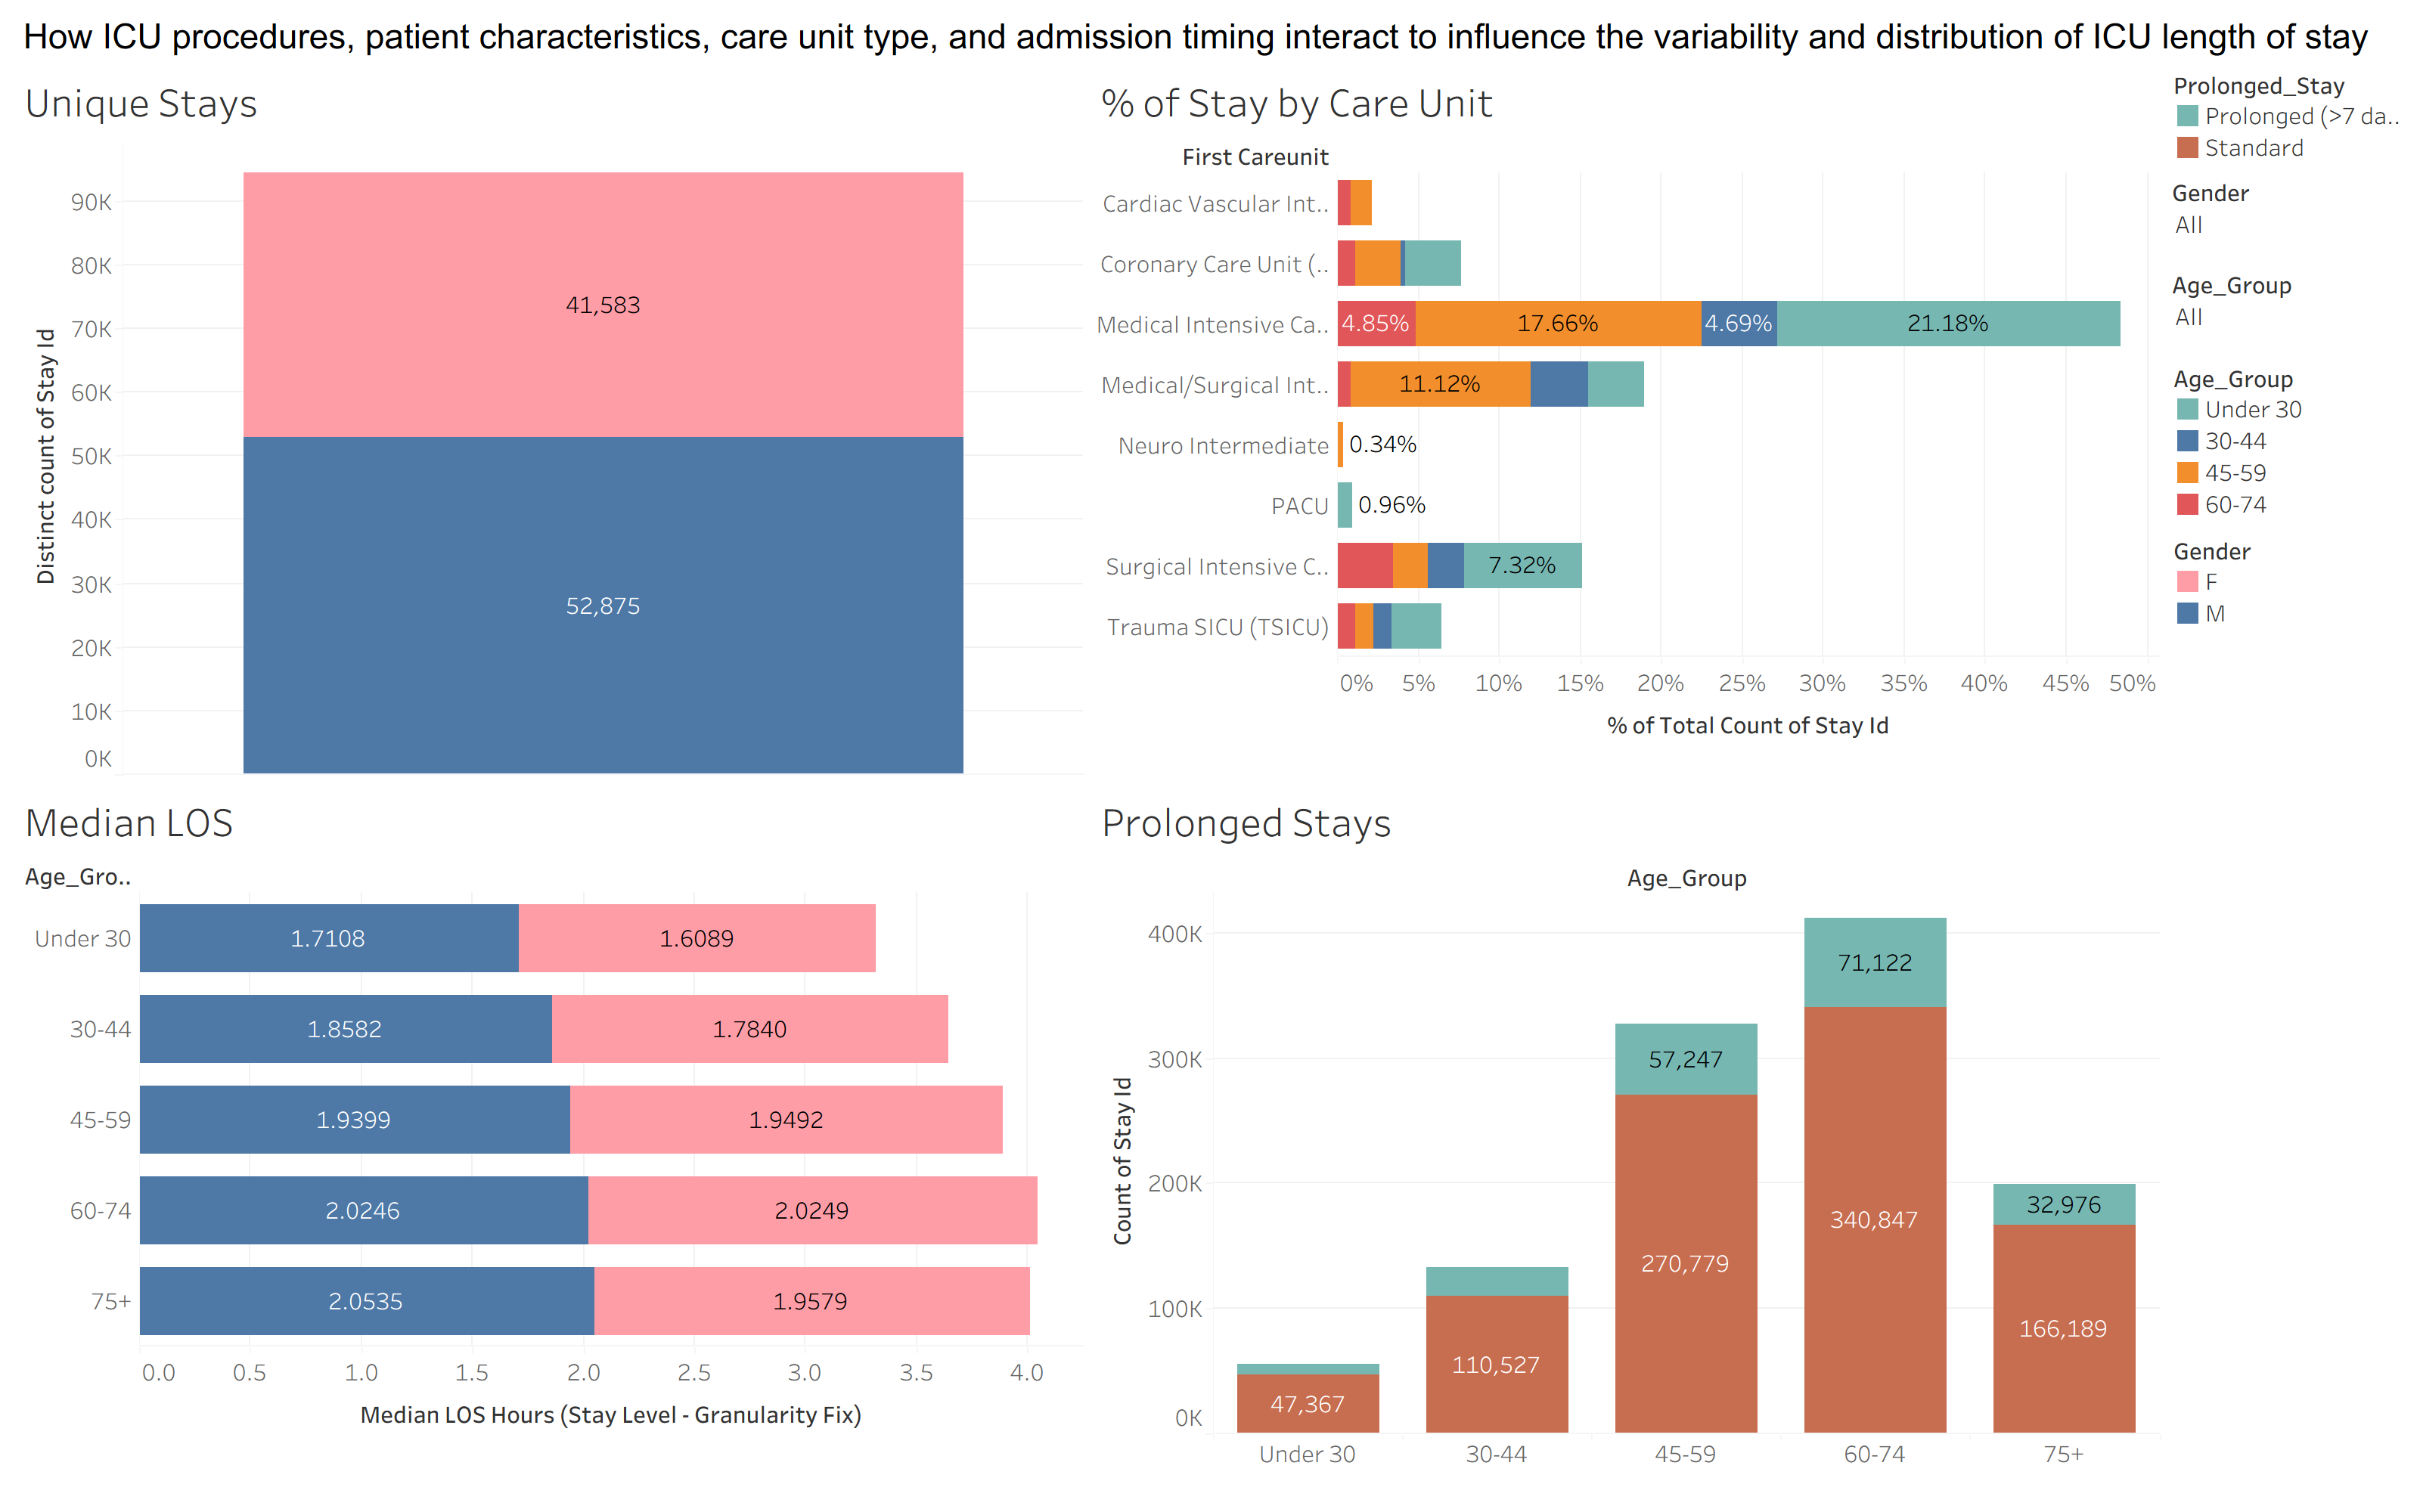 How ICU procedures, patient characteristics, care unit type, and admission timing interact to influence the variability and distribution of ICU length of stay
Unique Stays
Distinct count of Stay Id
90K
80K
70K
60K
50K
40K
30K
20K
10K
0K
41,583
52,875
% of Stay by Care Unit
First Careunit
Cardiac Vascular Int..
Coronary Care Unit (..
Medical Intensive Ca.. 4.85% 17.66% 4.69% 21.18%
Medical/Surgical Int.. 11.12%
Neuro Intermediate 0.34%
PACU 0.96%
Surgical Intensive C.. 7.32%
Trauma SICU (TSICU)
0% 5% 10% 15% 20% 25% 30% 35% 40% 45% 50%
% of Total Count of Stay Id
Prolonged_Stay
Prolonged (>7 da..
Standard
Gender
All
Age_Group
All
Age_Group
Under 30
30-44
45-59
60-74
Gender
F
M
Median LOS
Age_Gro..
Under 30 1.7108 1.6089
30-44 1.8582 1.7840
45-59 1.9399 1.9492
60-74 2.0246 2.0249
75+ 2.0535 1.9579
0.0 0.5 1.0 1.5 2.0 2.5 3.0 3.5 4.0
Median LOS Hours (Stay Level - Granularity Fix)
Prolonged Stays
Age_Group
Count of Stay Id
400K
300K
200K
100K
0K
47,367
110,527
57,247
270,779
71,122
340,847
32,976
166,189
Under 30 30-44 45-59 60-74 75+